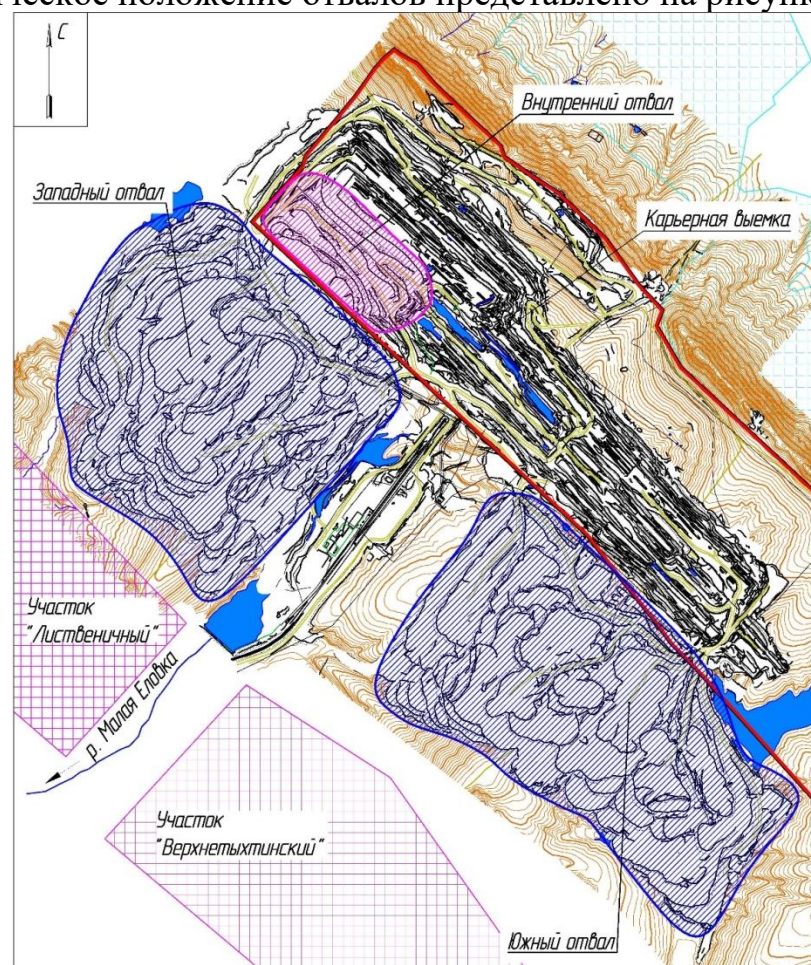 ческое положение отвалов представлено на рисунк
С
Внутренний отвал
Западный отвал
Карьерная выемка
Участок
"Лиственичный"
р. Малая Еловка
Участок
"Верхнетыхтинский"
Южный отвал